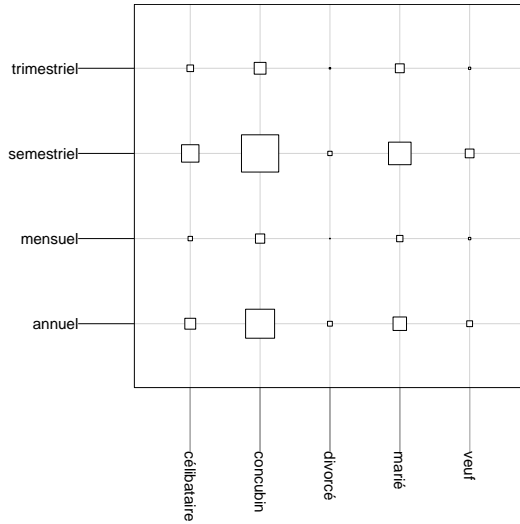 trimestriel
semestriel
mensuel
annuel
célibataire
concubin
divorcé
marié
veuf